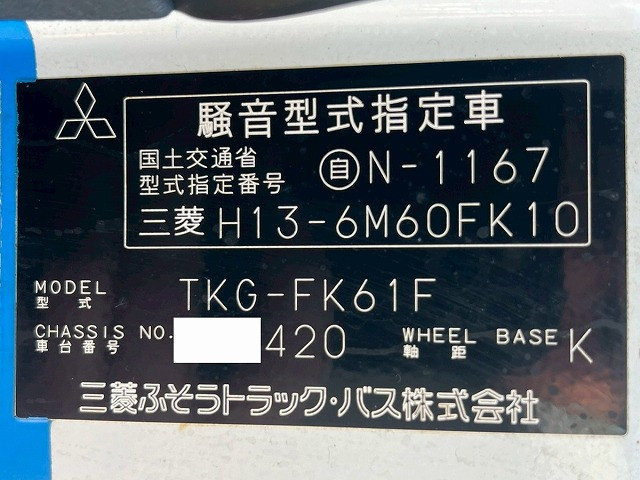 騒音型式指定車
国土交通省
型式指定番号 自N-1167
三菱 H13-6M60FK10
MODEL
型式 TKG-FK61F
CHASSIS NO.
車台番号 420 WHEEL BASE
軸距 K
三菱ふそうトラック・バス株式会社